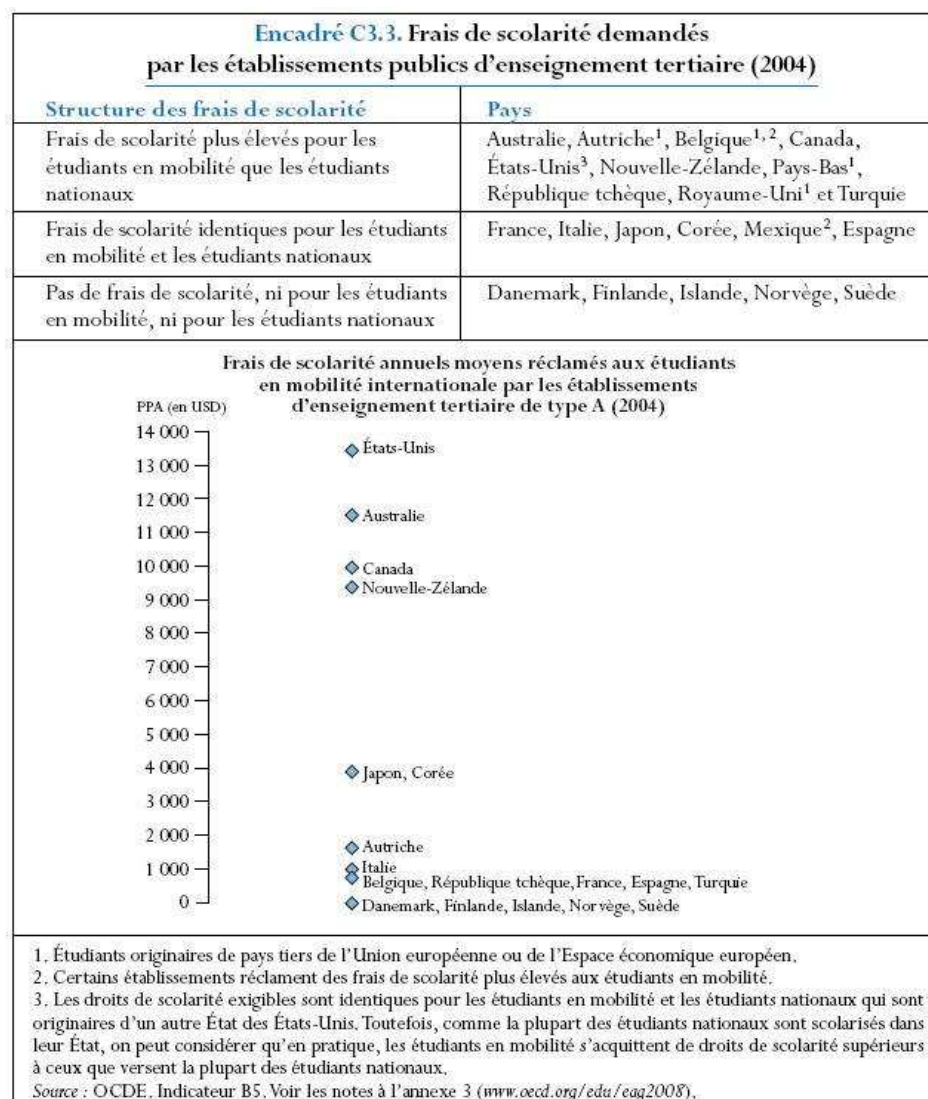 Encadré C3.3. Frais de scolarité demandés
par les établissements publics d'enseignement tertiaire (2004)
Structure des frais de scolarité
Pays
Frais de scolarité plus élevés pour les
étudiants en mobilité que les étudiants
nationaux
Australie, Autriche¹, Belgique¹,², Canada,
États-Unis³, Nouvelle-Zélande, Pays-Bas¹,
République tchèque, Royaume-Uni¹ et Turquie
Frais de scolarité identiques pour les étudiants
en mobilité et les étudiants nationaux
France, Italie, Japon, Corée, Mexique², Espagne
Pas de frais de scolarité, ni pour les étudiants
en mobilité, ni pour les étudiants nationaux
Danemark, Finlande, Islande, Norvège, Suède
Frais de scolarité annuels moyens réclamés aux étudiants
en mobilité internationale par les établissements
d'enseignement tertiaire de type A (2004)
PPA (en USD)
14 000
États-Unis
13 000
12 000
Australie
11 000
10 000
Canada
Nouvelle-Zélande
9 000
8 000
7 000
6 000
5 000
4 000
Japon, Corée
3 000
2 000
Autriche
1 000
Italie
Belgique, République tchèque, France, Espagne, Turquie
0
Danemark, Finlande, Islande, Norvège, Suède
1. Étudiants originaires de pays tiers de l'Union européenne ou de l'Espace économique européen.
2. Certains établissements réclament des frais de scolarité plus élevés aux étudiants en mobilité.
3. Les droits de scolarité exigibles sont identiques pour les étudiants en mobilité et les étudiants nationaux qui sont
originaires d'un autre État des États-Unis. Toutefois, comme la plupart des étudiants nationaux sont scolarisés dans
leur État, on peut considérer qu'en pratique, les étudiants en mobilité s'acquittent de droits de scolarité supérieurs
à ceux que versent la plupart des étudiants nationaux.
Source : OCDE. Indicateur B5. Voir les notes à l'annexe 3 (www.oecd.org/edu/eag2008).